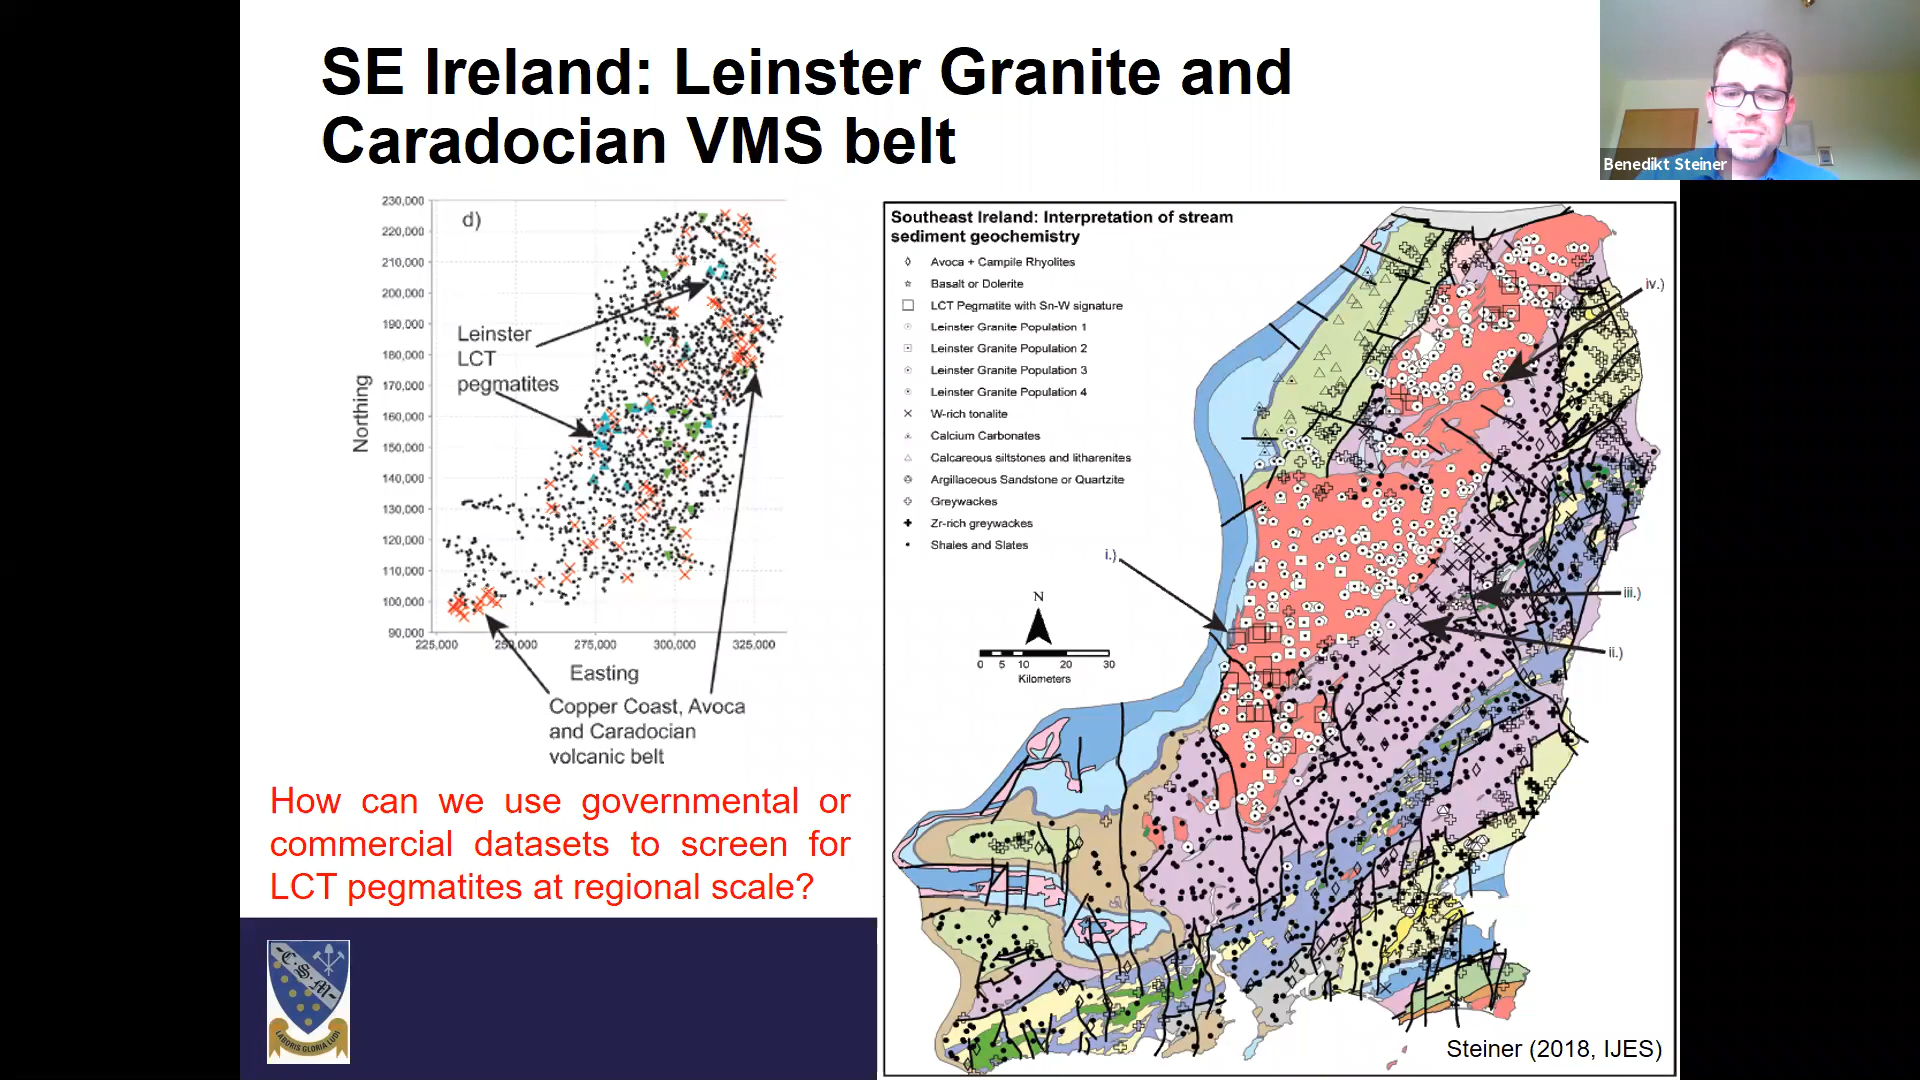 SE Ireland: Leinster Granite and
Caradocian VMS belt
Benedikt Steiner
230,000
220,000
210,000
200,000
190,000
180,000
170,000
160,000
150,000
140,000
130,000
120,000
110,000
100,000
90,000
Northing
d)
Leinster
LCT
pegmatites
225,000
250,000
275,000
300,000
325,000
Easting
Copper Coast, Avoca
and Caradocian
volcanic belt
How can we use governmental or
commercial datasets to screen for
LCT pegmatites at regional scale?
C.S.M
LABORIS GLORIA LUDI
Southeast Ireland: Interpretation of stream
sediment geochemistry
Avoca + Campile Rhyolites
Basalt or Dolerite
LCT Pegmatite with Sn-W signature
Leinster Granite Population 1
Leinster Granite Population 2
Leinster Granite Population 3
Leinster Granite Population 4
W-rich tonalite
Calcium Carbonates
Calcareous siltstones and litharenites
Argillaceous Sandstone or Quartzite
Greywackes
Zr-rich greywackes
Shales and Slates
N
0 5 10 20 30
Kilometers
i.)
iv.)
iii.)
ii.)
Steiner (2018, IJES)